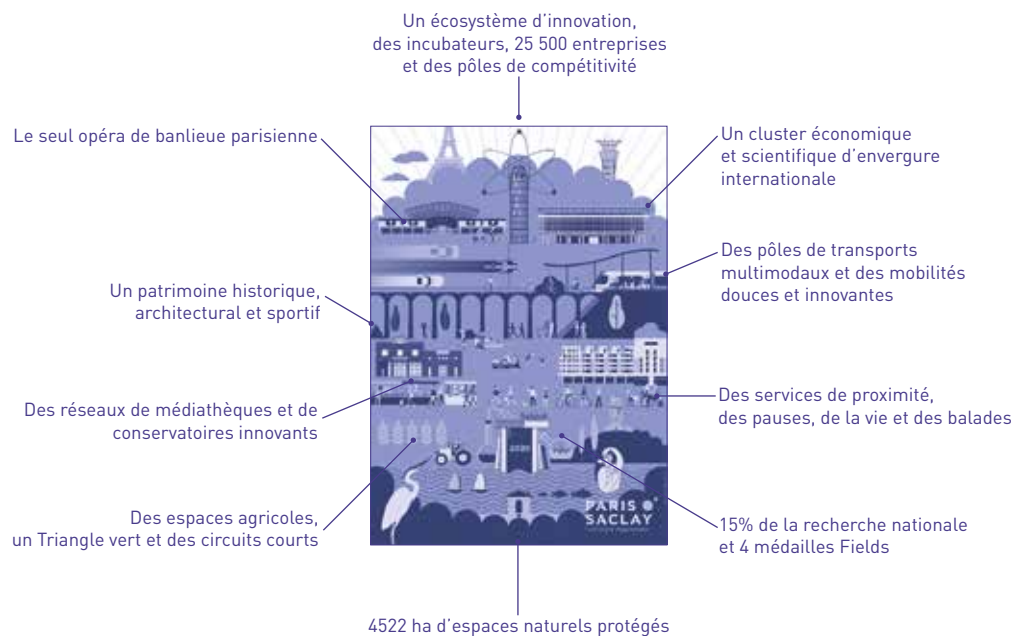 Un écosystème d'innovation,
des incubateurs, 25 500 entreprises
et des pôles de compétitivité
Le seul opéra de banlieue parisienne
Un cluster économique
et scientifique d'envergure
internationale
Des pôles de transports
multimodaux et des mobilités
douces et innovantes
Un patrimoine historique,
architectural et sportif
Des réseaux de médiathèques et de
conservatoires innovants
Des services de proximité,
des pauses, de la vie et des balades
Des espaces agricoles,
un Triangle vert et des circuits courts
PARIS
SACLAY
15% de la recherche nationale
et 4 médailles Fields
4522 ha d'espaces naturels protégés